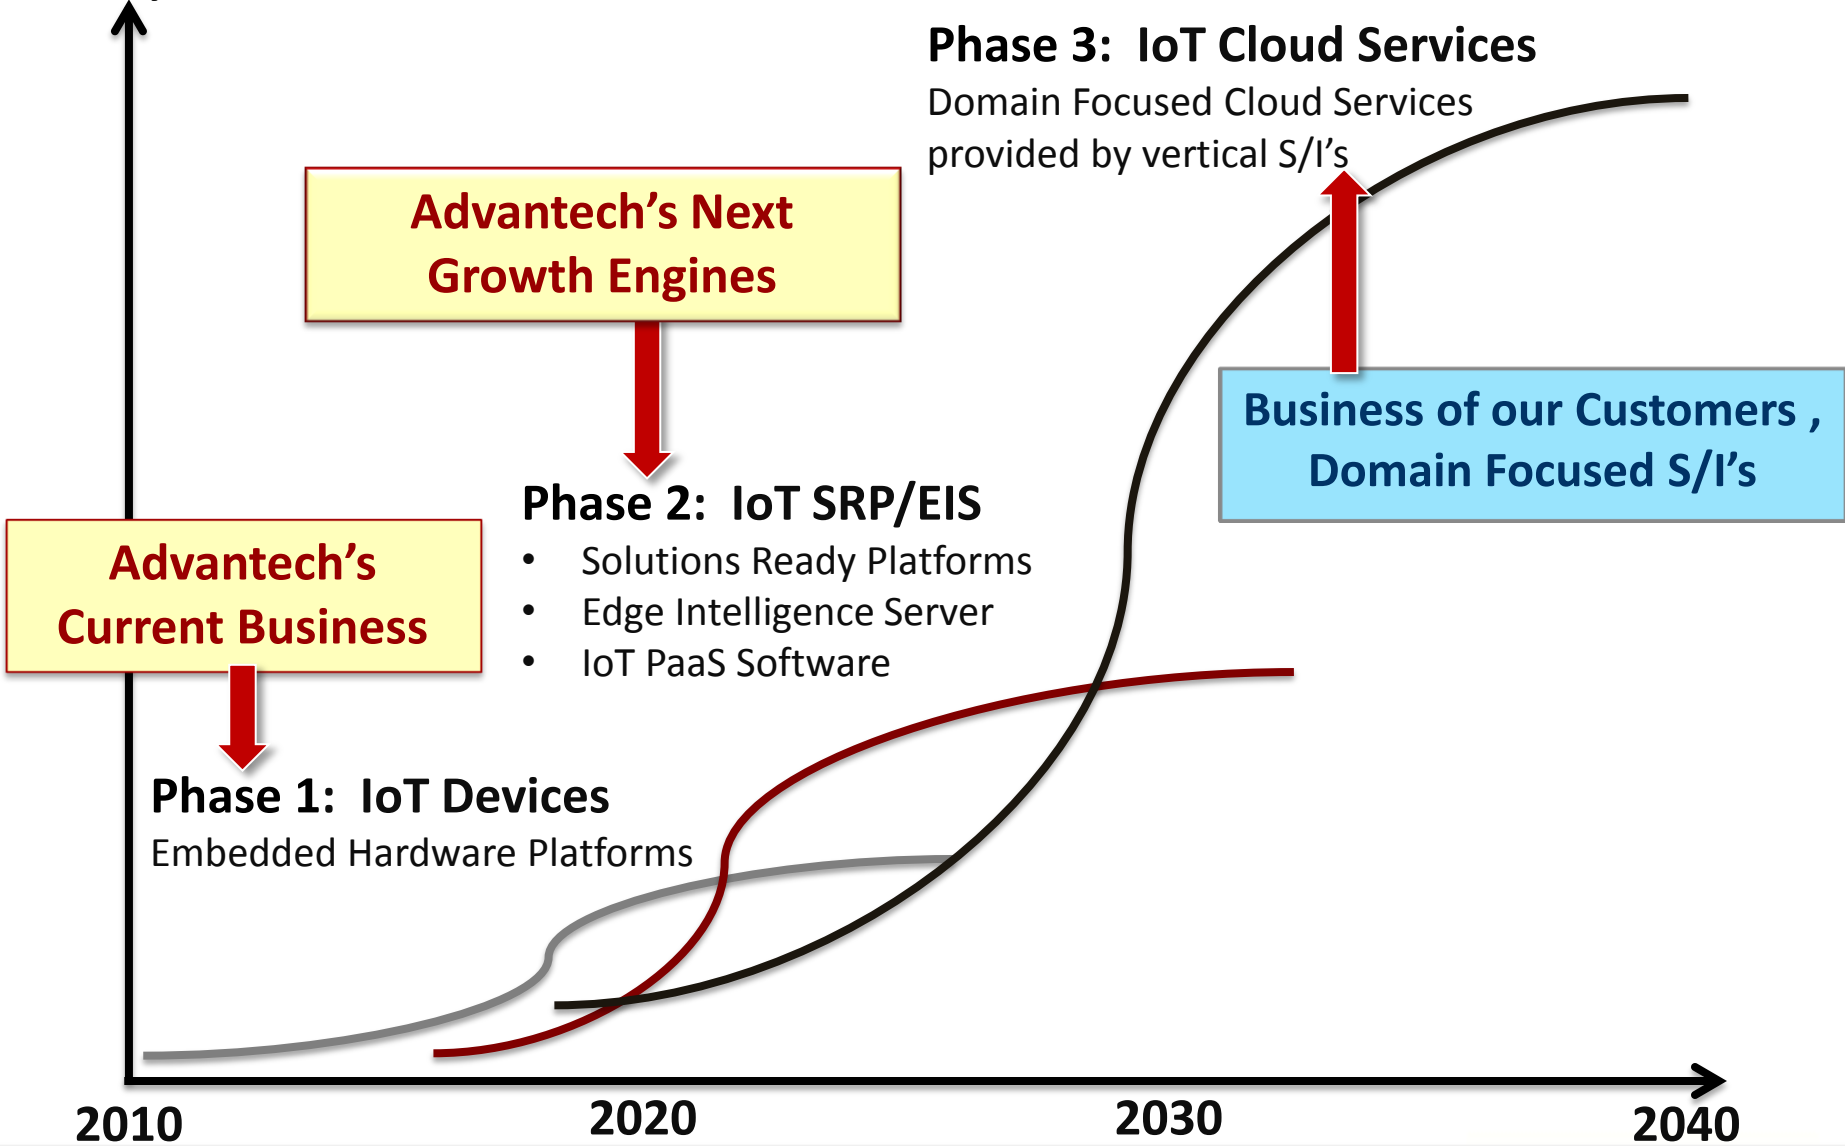 Phase 3: IoT Cloud Services
Domain Focused Cloud Services
provided by vertical S/I's
Advantech's Next
Growth Engines
Business of our Customers ,
Domain Focused S/I's
Phase 2: IoT SRP/EIS
• Solutions Ready Platforms
• Edge Intelligence Server
• IoT PaaS Software
Advantech's
Current Business
Phase 1: IoT Devices
Embedded Hardware Platforms
2010 2020 2030 2040